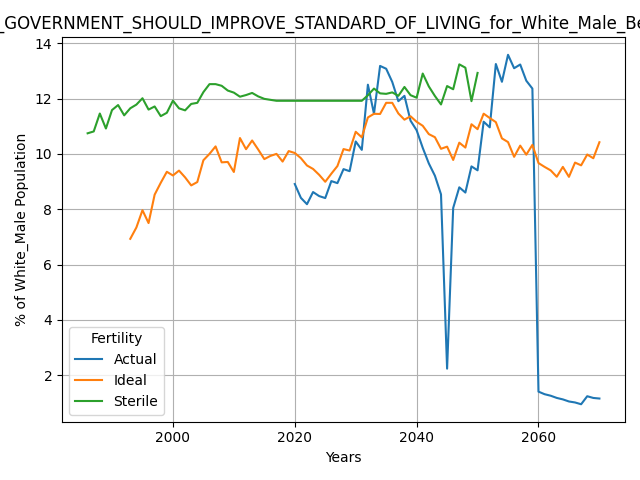 _GOVERNMENT_SHOULD_IMPROVE_STANDARD_OF_LIVING_for_White_Male_Be
14
12
10
8
6
4
2
% of White_Male Population
Fertility
Actual
Ideal
Sterile
2000
2020
2040
2060
Years